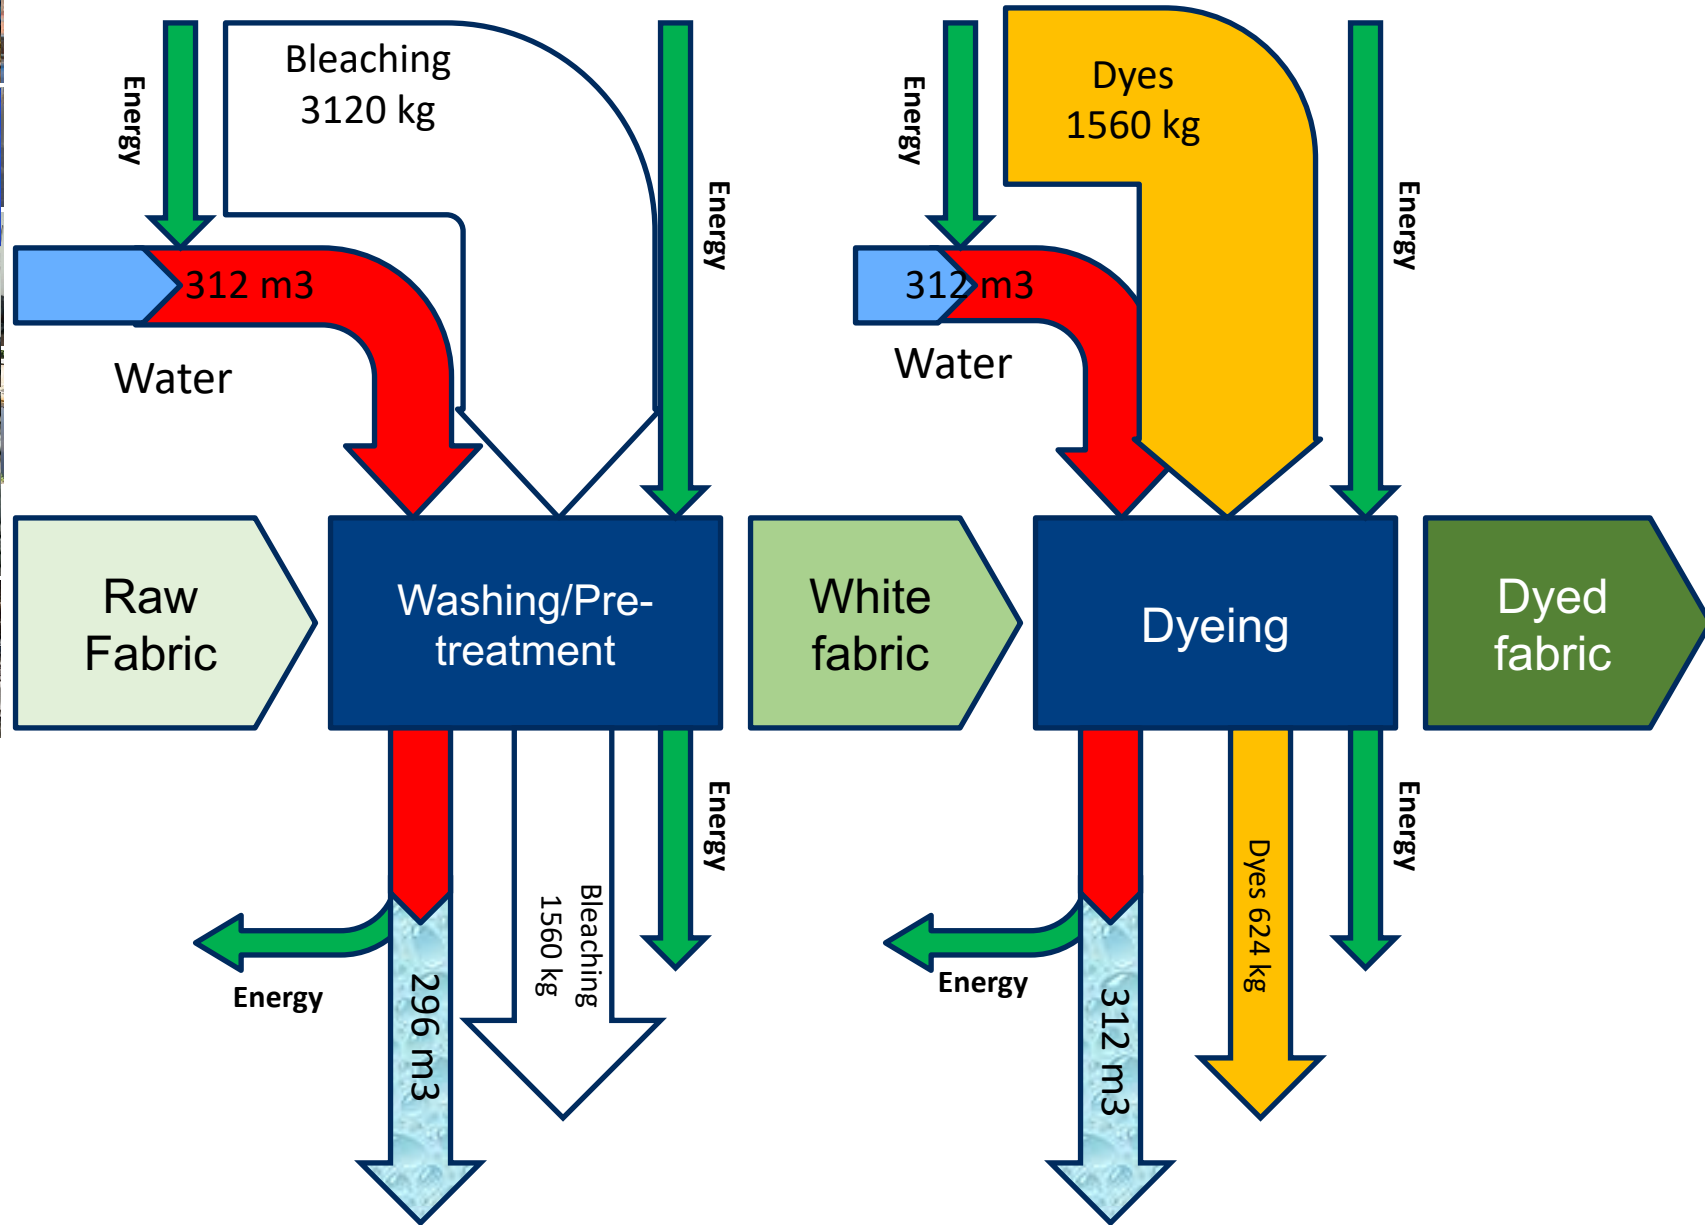 Energy
Bleaching
3120 kg
Energy
312 m3
Water
Energy
Dyes
1560 kg
Energy
312 m3
Water
Raw
Fabric
Washing/Pre-
treatment
White
fabric
Dyeing
Dyed
fabric
Energy
296 m3
Bleaching
1560 kg
Energy
Energy
312 m3
Dyes 624 kg
Energy